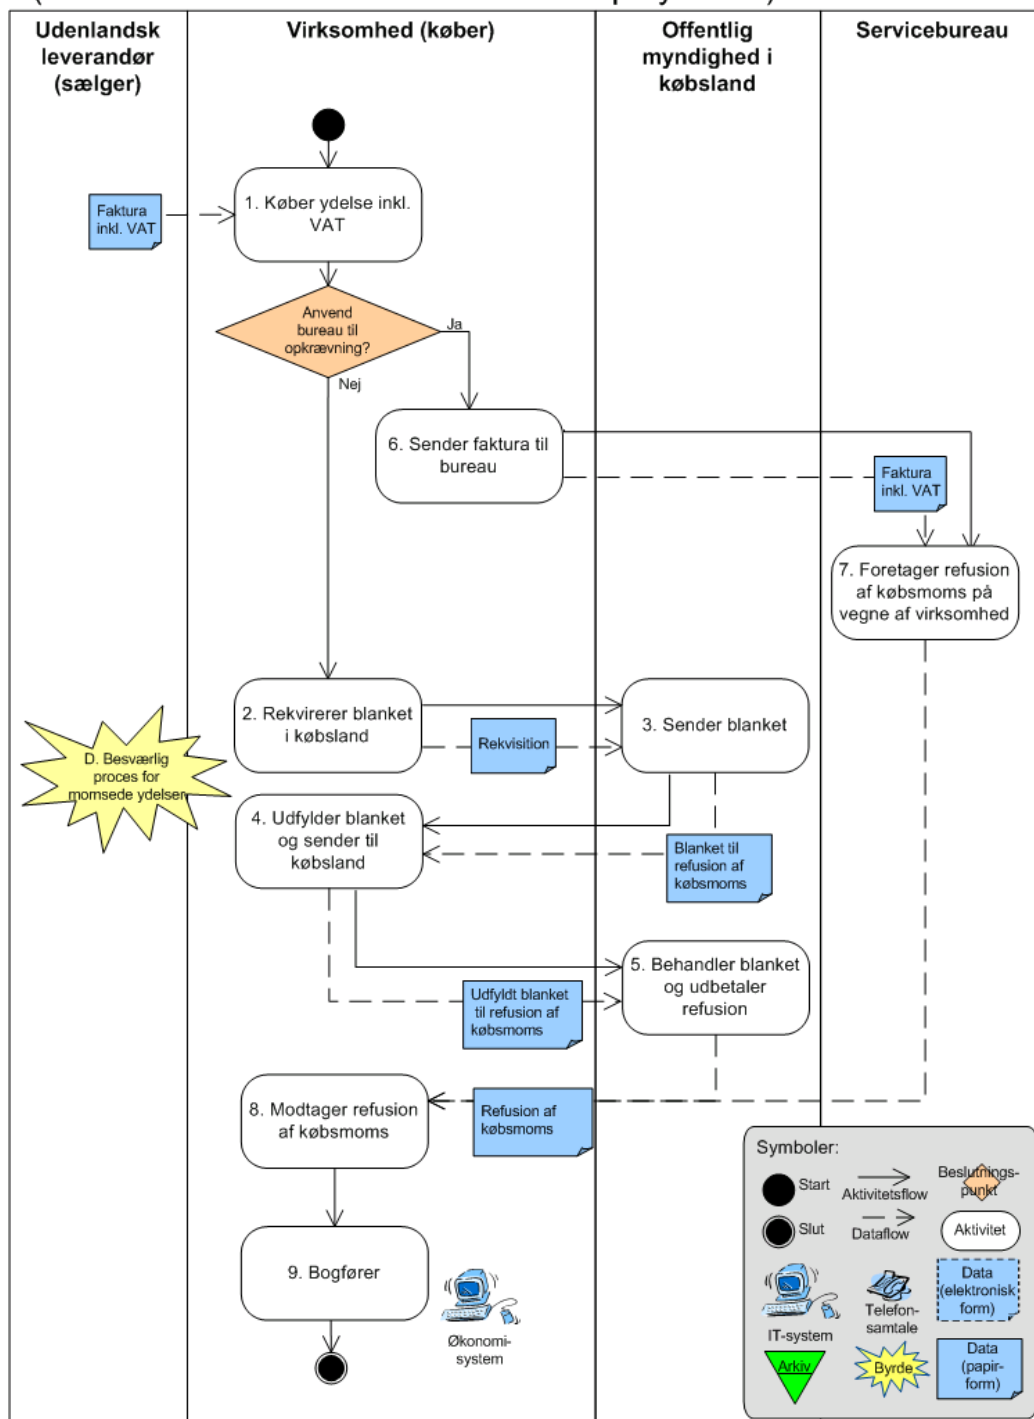 Udenlandsk
leverandør
(sælger)
Virksomhed (køber)
Offentlig
myndighed i
købsland
Servicebureau
Faktura
inkl. VAT
1. Køber ydelse inkl.
VAT
Anvend
bureau til
opkrævning?
Ja
Nej
6. Sender faktura til
bureau
Faktura
inkl. VAT
7. Foretager refusion
af købsmoms på
vegne af virksomhed
2. Rekvirerer blanket
i købsland
Rekvisition
3. Sender blanket
D. Besværlig
proces for
momsede ydelser
4. Udfylder blanket
og sender til
købsland
Blanket til
refusion af
købsmoms
5. Behandler blanket
og udbetaler
refusion
Udfyldt blanket
til refusion af
købsmoms
8. Modtager refusion
af købsmoms
Refusion af
købsmoms
9. Bogfører
Økonomi-
system
Symboler:
Start
Aktivitetsflow
Beslutnings-
punkt
Slut
Dataflow
Aktivitet
IT-system
Telefon-
samtale
Data
(elektronisk
form)
Arkiv
Byrde
Data
(papir-
form)